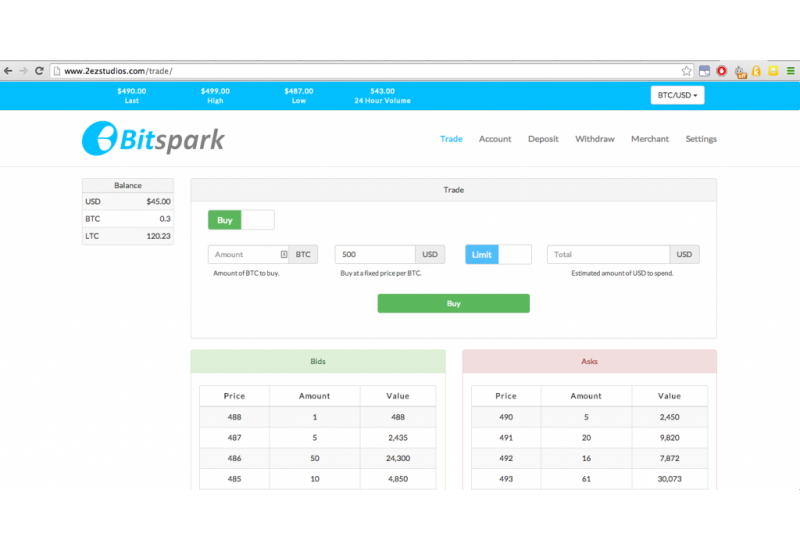 www.2ezstudios.com/trade/
$490.00 $499.00 $487.00 543.00
Last High Low 24 Hour Volume
BTC/USD
Bitspark
Trade Account Deposit Withdraw Merchant Settings
Balance
USD $45.00
BTC 0.3
LTC 120.23
Trade
Buy
Amount BTC 500 USD Limit Total USD
Amount of BTC to buy. Buy at a fixed price per BTC. Estimated amount of USD to spend.
Buy
Bids
Price Amount Value
488 1 488
487 5 2,435
486 50 24,300
485 10 4,850
Asks
Price Amount Value
490 5 2,450
491 20 9,820
492 16 7,872
493 61 30,073